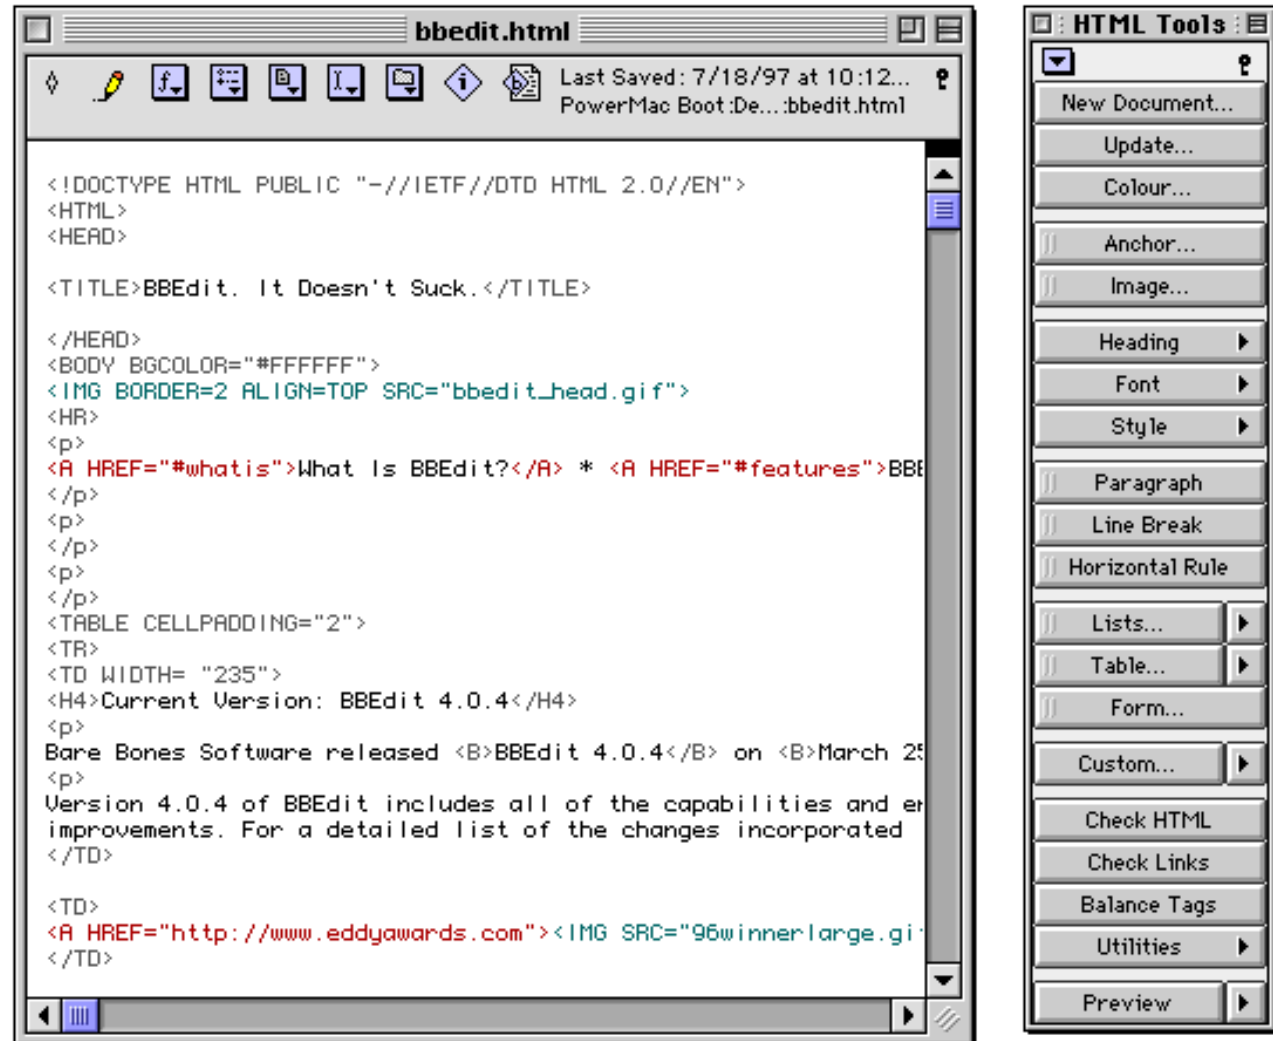 bbedit.html
Last Saved: 7/18/97 at 10:12...
PowerMac Boot:De...:bbedit.html
<!DOCTYPE HTML PUBLIC "-//IETF//DTD HTML 2.0//EN">
<HTML>
<HEAD>
<TITLE>BBEdit. It Doesn't Suck.</TITLE>
</HEAD>
<BODY BGCOLOR="#FFFFFF">
<IMG BORDER=2 ALIGN=TOP SRC="bbedit_head.gif">
<HR>
<p>
<A HREF="#whatis">What Is BBEdit?</A> * <A HREF="#features">BBE
</p>
<p>
</p>
<p>
</p>
<TABLE CELLPADDING="2">
<TR>
<TD WIDTH= "235">
<H4>Current Version: BBEdit 4.0.4</H4>
<p>
Bare Bones Software released <B>BBEdit 4.0.4</B> on <B>March 25
<p>
Version 4.0.4 of BBEdit includes all of the capabilities and en
improvements. For a detailed list of the changes incorporated
</TD>
<TD>
<A HREF="http://www.eddyawards.com"><IMG SRC="96winnerlarge.gif
</TD>
HTML Tools
New Document...
Update...
Colour...
Anchor...
Image...
Heading
Font
Style
Paragraph
Line Break
Horizontal Rule
Lists...
Table...
Form...
Custom...
Check HTML
Check Links
Balance Tags
Utilities
Preview